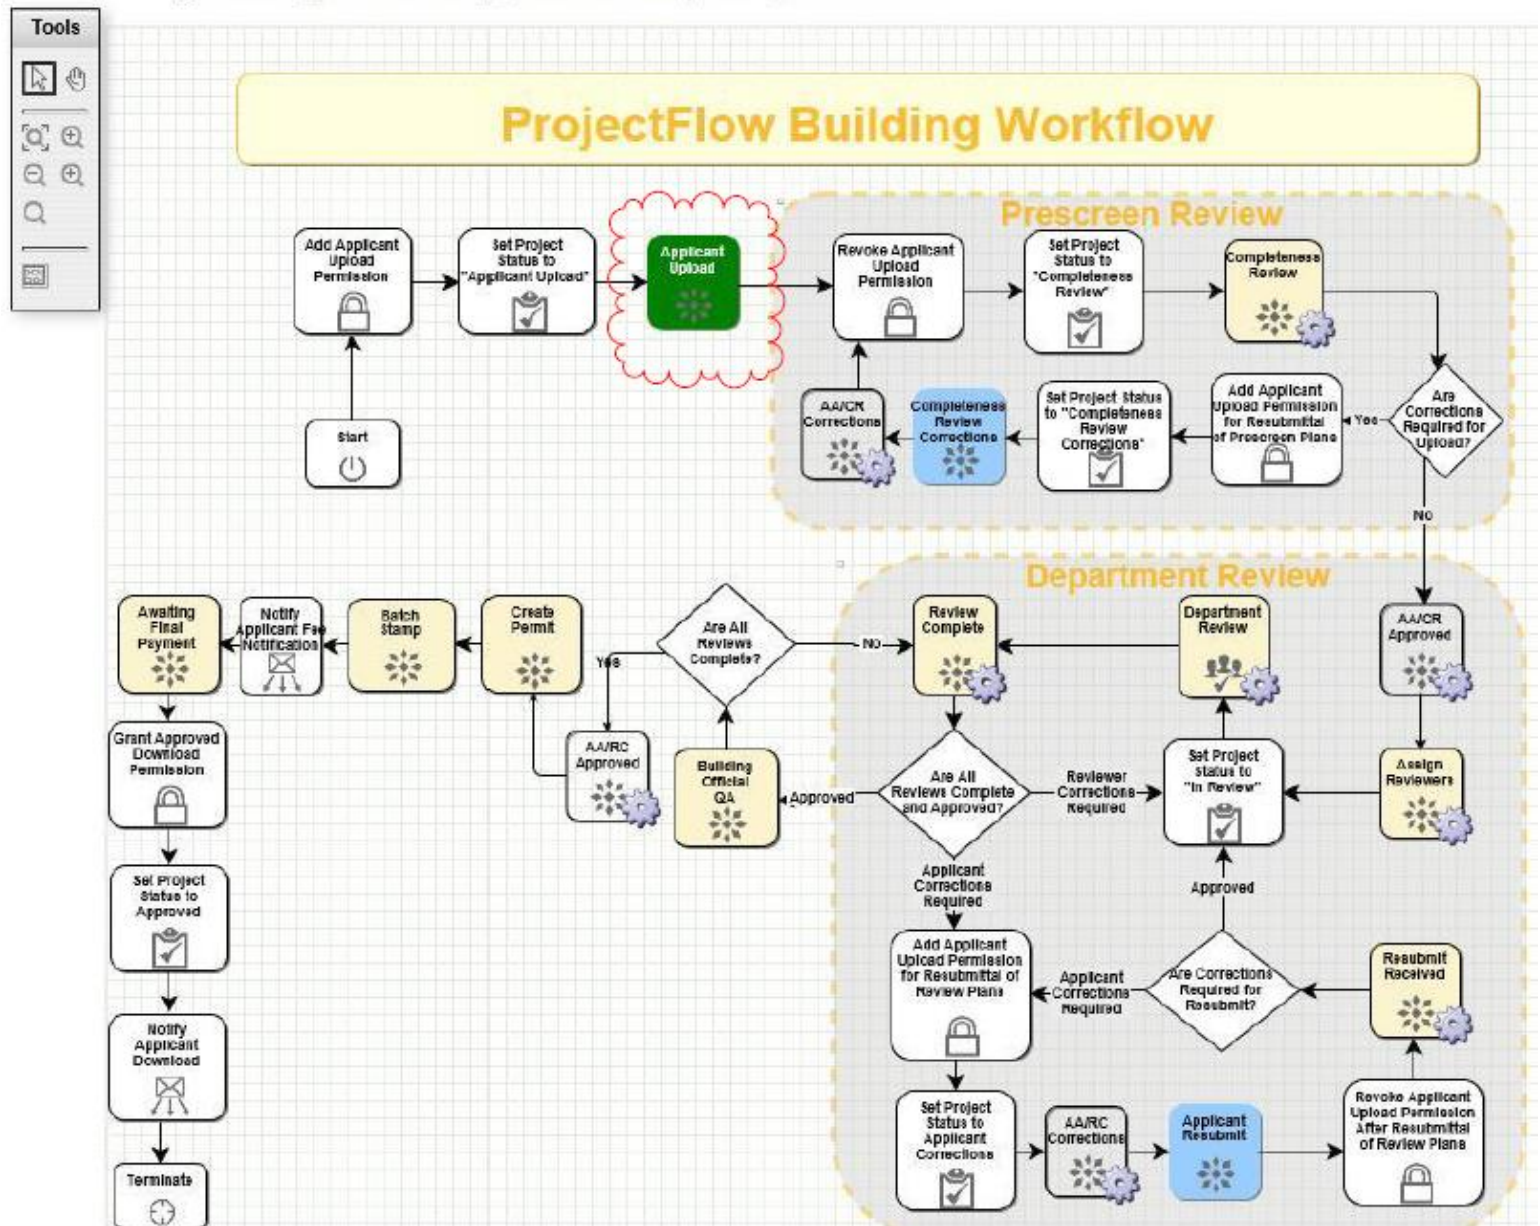 Tools
ProjectFlow Building Workflow
Prescreen Review
Add Applicant
Upload
Permission
Set Project
Status to
"Applicant Upload"
Applicant
Upload
Revoke Applicant
Upload
Permission
Set Project
Status to
"Completeness
Review"
Completeness
Review
Start
AA/CR
Corrections
Completeness
Review
Corrections
Set Project Status
to "Completeness
Review
Corrections"
Add Applicant
Upload Permission
for Resubmittal
of Prescreen Plans
Yes
Are
Corrections
Required for
Upload?
No
Department Review
Awaiting
Final
Payment
Notify
Applicant Fee
Notification
Batch
Stamp
Create
Permit
Yes
Are All
Reviews
Complete?
No
Review
Complete
Department
Review
AA/CR
Approved
Grant Approved
Download
Permission
AA/RC
Approved
Building
Official
QA
Approved
Are All
Reviews Complete
and Approved?
Reviewer
Corrections
Required
Set Project
Status to
"In Review"
Assign
Reviewers
Set Project
Status to
Approved
Applicant
Corrections
Required
Approved
Add Applicant
Upload Permission
for Resubmittal of
Review Plans
Applicant
Corrections
Required
Are Corrections
Required for
Resubmit?
Resubmit
Received
Notify
Applicant
Download
Set Project
Status to
Applicant
Corrections
AA/RC
Corrections
Applicant
Resubmit
Revoke Applicant
Upload Permission
After Resubmittal
of Review Plans
Terminate